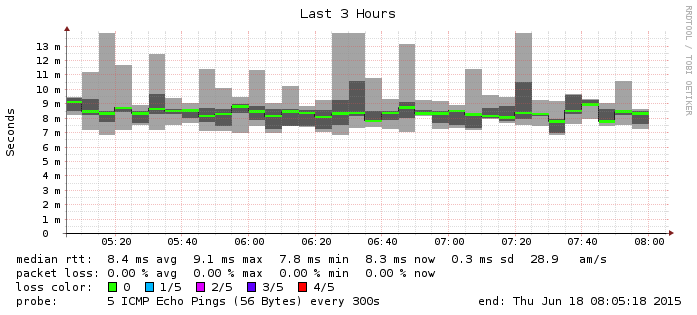 Last 3 Hours
RRDTOOL / TOBI OETIKER
Seconds
13 m
12 m
11 m
10 m
9 m
8 m
7 m
6 m
5 m
4 m
3 m
2 m
1 m
0
05:20 05:40 06:00 06:20 06:40 07:00 07:20 07:40 08:00
median rtt: 8.4 ms avg 9.1 ms max 7.8 ms min 8.3 ms now 0.3 ms sd 28.9 am/s
packet loss: 0.00 % avg 0.00 % max 0.00 % min 0.00 % now
loss color: 0 1/5 2/5 3/5 4/5
probe: 5 ICMP Echo Pings (56 Bytes) every 300s end: Thu Jun 18 08:05:18 2015